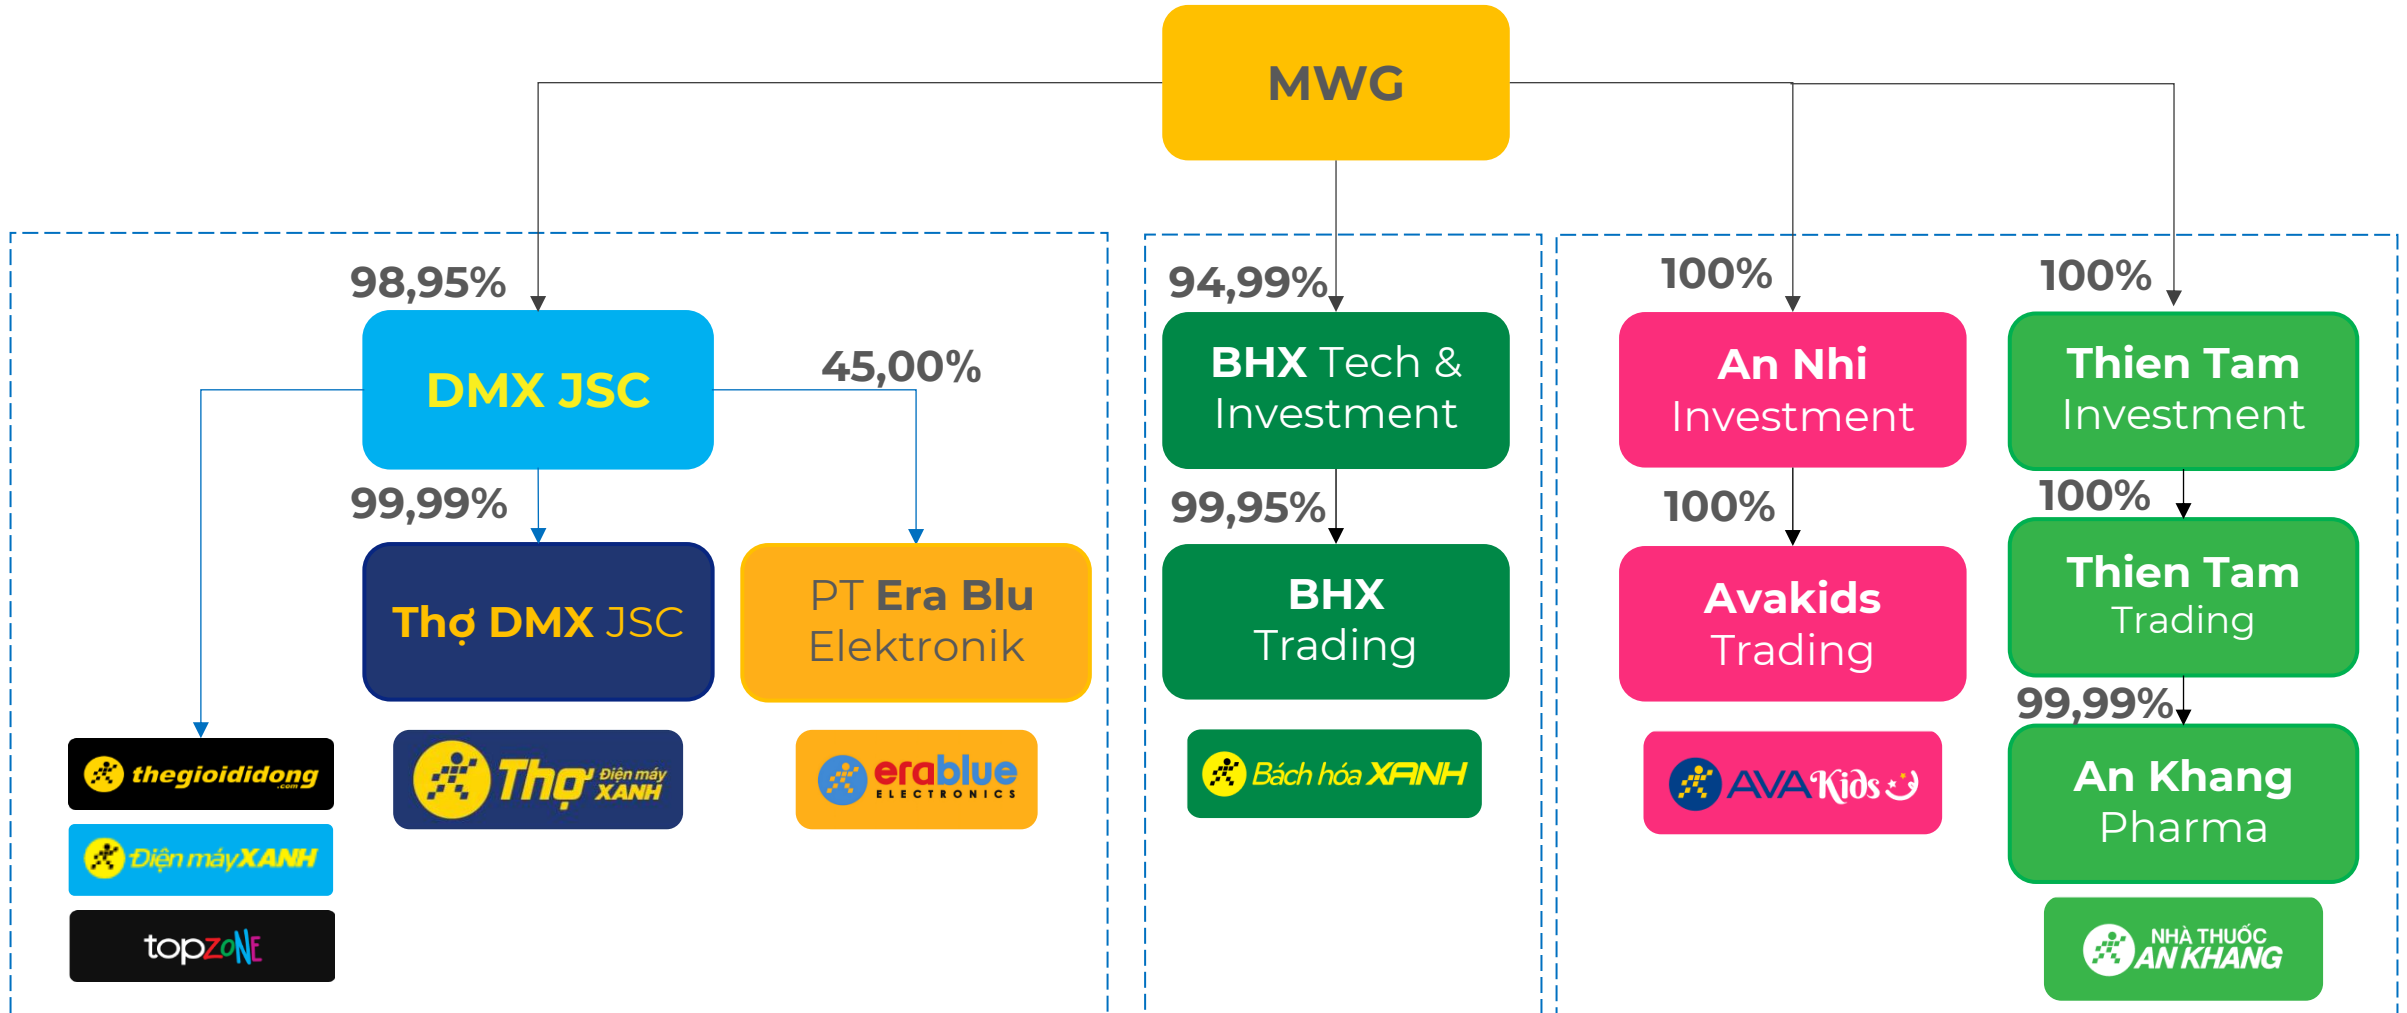 MWG
98,95%
DMX JSC
45,00%
99,99%
Thợ DMX JSC
PT Era Blu
Elektronik
thegioididong
.com
Điện máyXANH
topzone
Thợ Điện máy
XANH
erablue
ELECTRONICS
94,99%
BHX Tech &
Investment
99,95%
BHX
Trading
Bách hóa XANH
100%
An Nhi
Investment
100%
Avakids
Trading
AVAKids
100%
Thien Tam
Investment
100%
Thien Tam
Trading
99,99%
An Khang
Pharma
NHÀ THUỐC
AN KHANG